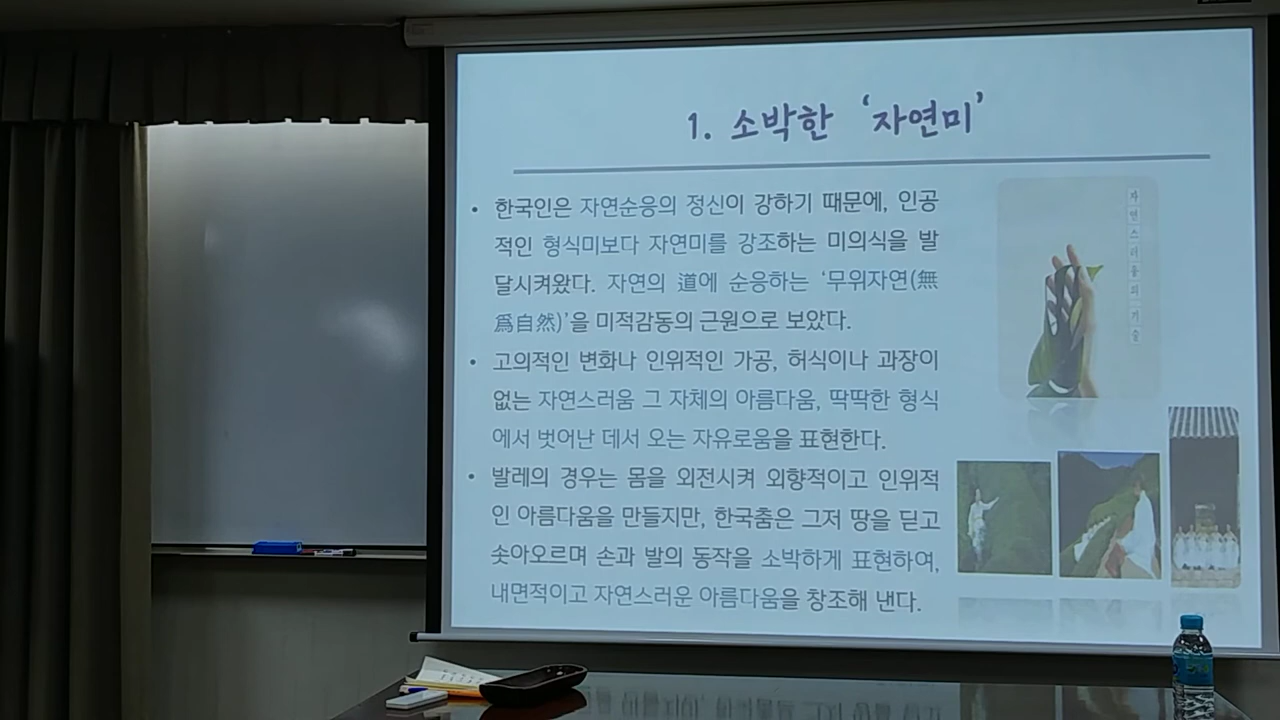 1. 소박한 ‘자연미’
• 한국인은 자연순응의 정신이 강하기 때문에, 인공
적인 형식미보다 자연미를 강조하는 미의식을 발
달시켜왔다. 자연의 道에 순응하는 ‘무위자연(無
爲自然)’을 미적감동의 근원으로 보았다.
• 고의적인 변화나 인위적인 가공, 허식이나 과장이
없는 자연스러움 그 자체의 아름다움, 딱딱한 형식
에서 벗어난 데서 오는 자유로움을 표현한다.
• 발레의 경우는 몸을 외전시켜 외향적이고 인위적
인 아름다움을 만들지만, 한국춤은 그저 땅을 딛고
솟아오르며 손과 발의 동작을 소박하게 표현하여,
내면적이고 자연스러운 아름다움을 창조해 낸다.
자연스러움의 기술